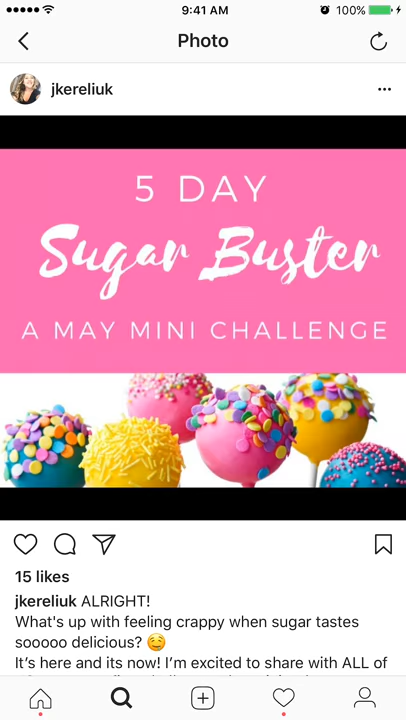 9:41 AM
100%
Photo
jkereliuk
5 DAY
Sugar Buster
A MAY MINI CHALLENGE
15 likes
jkereliuk ALRIGHT!
What's up with feeling crappy when sugar tastes
sooooo delicious? 🤤
It's here and its now! I'm excited to share with ALL of